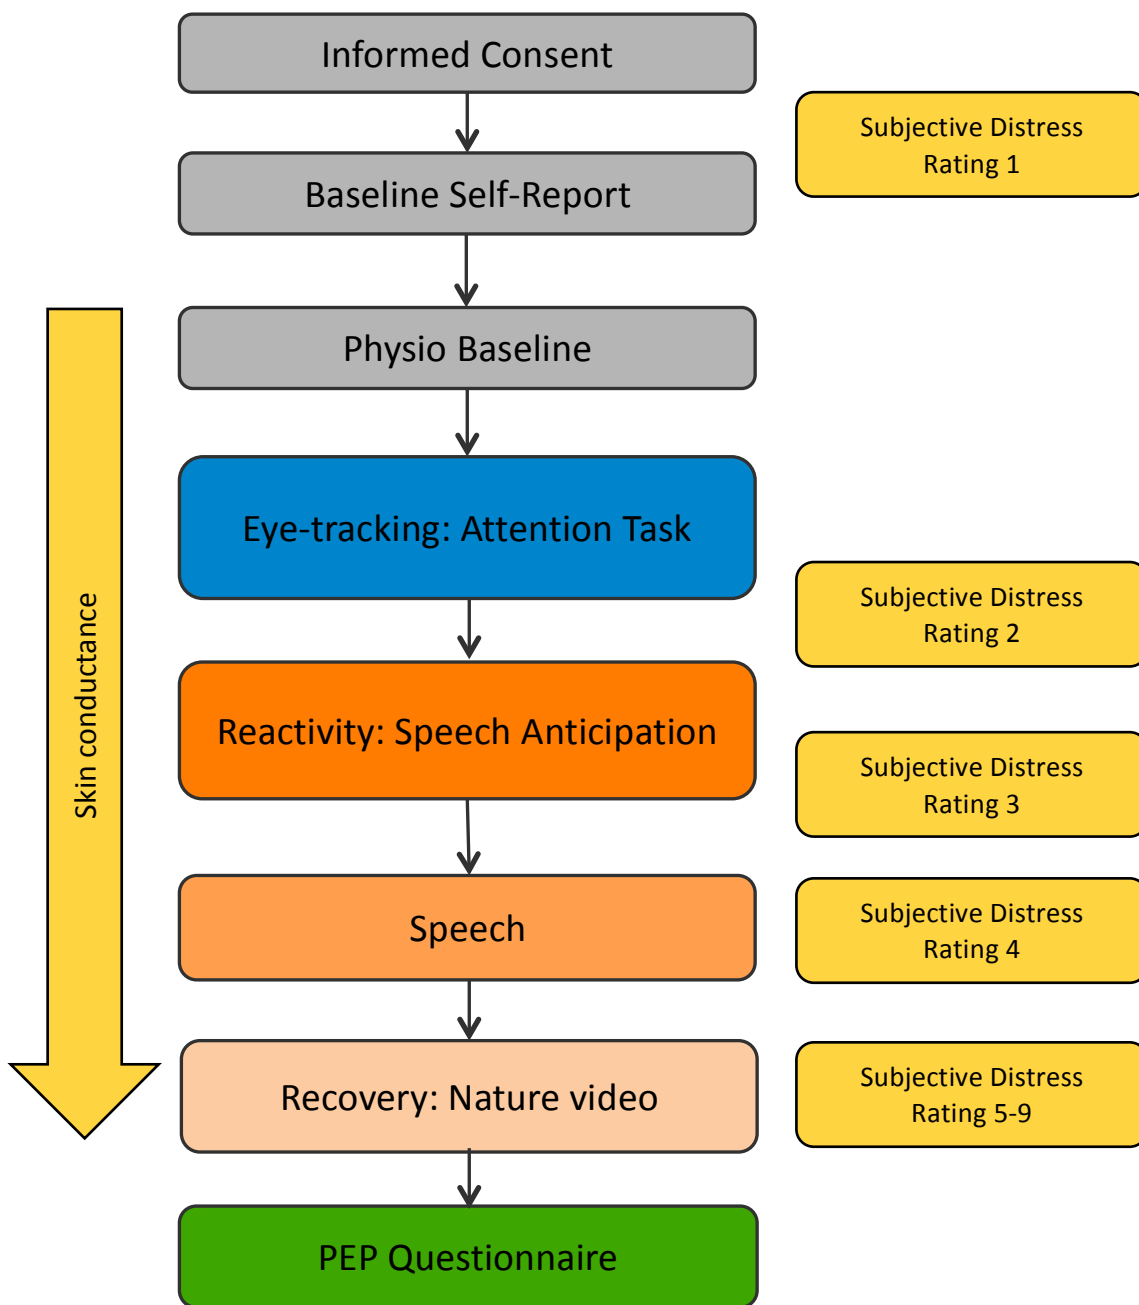 Informed Consent
Subjective Distress
Rating 1
Baseline Self-Report
Physio Baseline
Eye-tracking: Attention Task
Subjective Distress
Rating 2
Skin conductance
Reactivity: Speech Anticipation
Subjective Distress
Rating 3
Speech
Subjective Distress
Rating 4
Recovery: Nature video
Subjective Distress
Rating 5-9
PEP Questionnaire